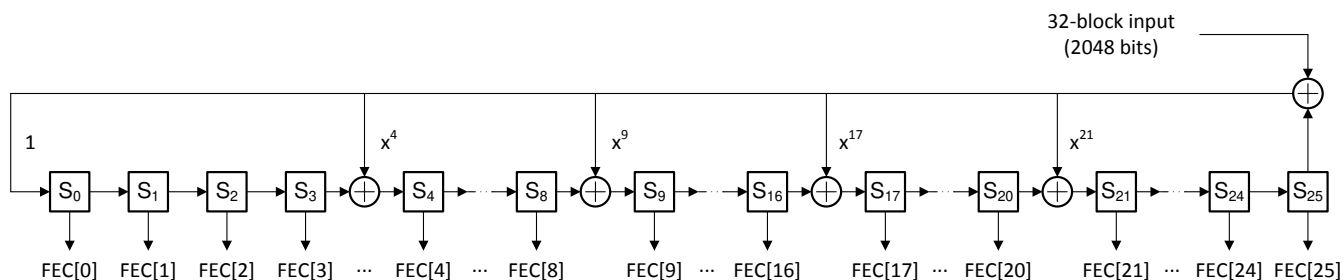 32-block input
(2048 bits)
1 x⁴ x⁹ x¹⁷ x²¹
S₀ S₁ S₂ S₃ S₄ ... S₈ S₉ ... S₁₆ S₁₇ ... S₂₀ S₂₁ ... S₂₄ S₂₅
FEC[0] FEC[1] FEC[2] FEC[3] ... FEC[4] ... FEC[8] FEC[9] ... FEC[16] FEC[17] ... FEC[20] FEC[21] ... FEC[24] FEC[25]